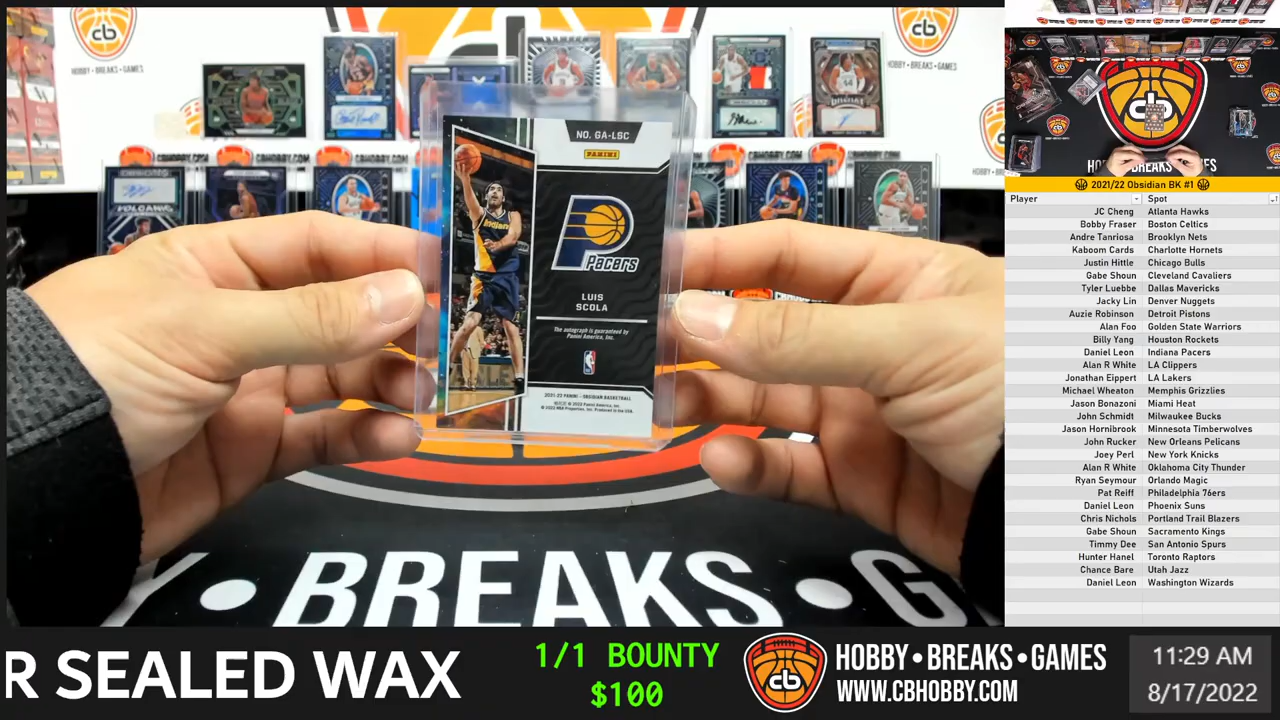 cb
HOBBY • BREAKS • GAMES
NO. GA-LSC
PANINI
Pacers
LUIS
SCOLA
The autograph is guaranteed by
Panini America, Inc.
2021-22 PANINI - OBSIDIAN BASKETBALL
VOLCANIC
• BREAKS • G
R SEALED WAX
1/1 BOUNTY
$100
cb
HOBBY • BREAKS • GAMES
WWW.CBHOBBY.COM
11:29 AM
8/17/2022
2021/22 Obsidian BK #1
Player Spot
JC Cheng Atlanta Hawks
Bobby Fraser Boston Celtics
Andre Tanriosa Brooklyn Nets
Kaboom Cards Charlotte Hornets
Justin Hittle Chicago Bulls
Gabe Shoun Cleveland Cavaliers
Tyler Luebbe Dallas Mavericks
Jacky Lin Denver Nuggets
Auzie Robinson Detroit Pistons
Alan Foo Golden State Warriors
Billy Yang Houston Rockets
Daniel Leon Indiana Pacers
Alan R White LA Clippers
Jonathan Eippert LA Lakers
Michael Wheaton Memphis Grizzlies
Jason Bonazoni Miami Heat
John Schmidt Milwaukee Bucks
Jason Hornibrook Minnesota Timberwolves
John Rucker New Orleans Pelicans
Joey Perl New York Knicks
Alan R White Oklahoma City Thunder
Ryan Seymour Orlando Magic
Pat Reiff Philadelphia 76ers
Daniel Leon Phoenix Suns
Chris Nichols Portland Trail Blazers
Gabe Shoun Sacramento Kings
Timmy Dee San Antonio Spurs
Hunter Hanel Toronto Raptors
Chance Bare Utah Jazz
Daniel Leon Washington Wizards